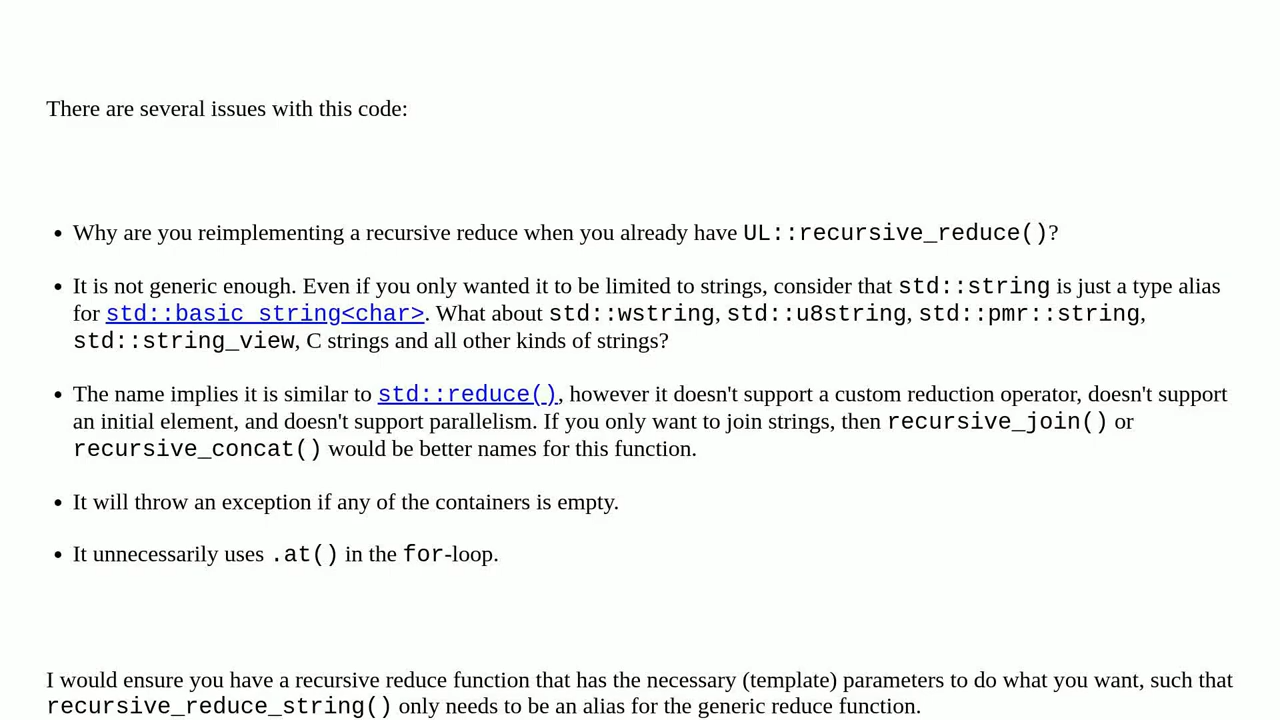 There are several issues with this code:
• Why are you reimplementing a recursive reduce when you already have UL::recursive_reduce()?
• It is not generic enough. Even if you only wanted it to be limited to strings, consider that std::string is just a type alias
for std::basic_string<char>. What about std::wstring, std::u8string, std::pmr::string,
std::string_view, C strings and all other kinds of strings?
• The name implies it is similar to std::reduce(), however it doesn't support a custom reduction operator, doesn't support
an initial element, and doesn't support parallelism. If you only want to join strings, then recursive_join() or
recursive_concat() would be better names for this function.
• It will throw an exception if any of the containers is empty.
• It unnecessarily uses .at() in the for-loop.
I would ensure you have a recursive reduce function that has the necessary (template) parameters to do what you want, such that
recursive_reduce_string() only needs to be an alias for the generic reduce function.